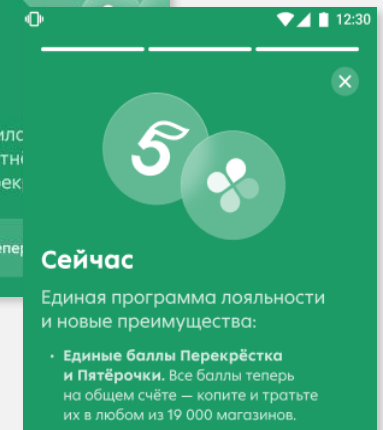 12:30
5
Сейчас
Единая программа лояльности
и новые преимущества:
• Единые баллы Перекрёстка
и Пятёрочки. Все баллы теперь
на общем счёте — копите и тратьте
их в любом из 19 000 магазинов.